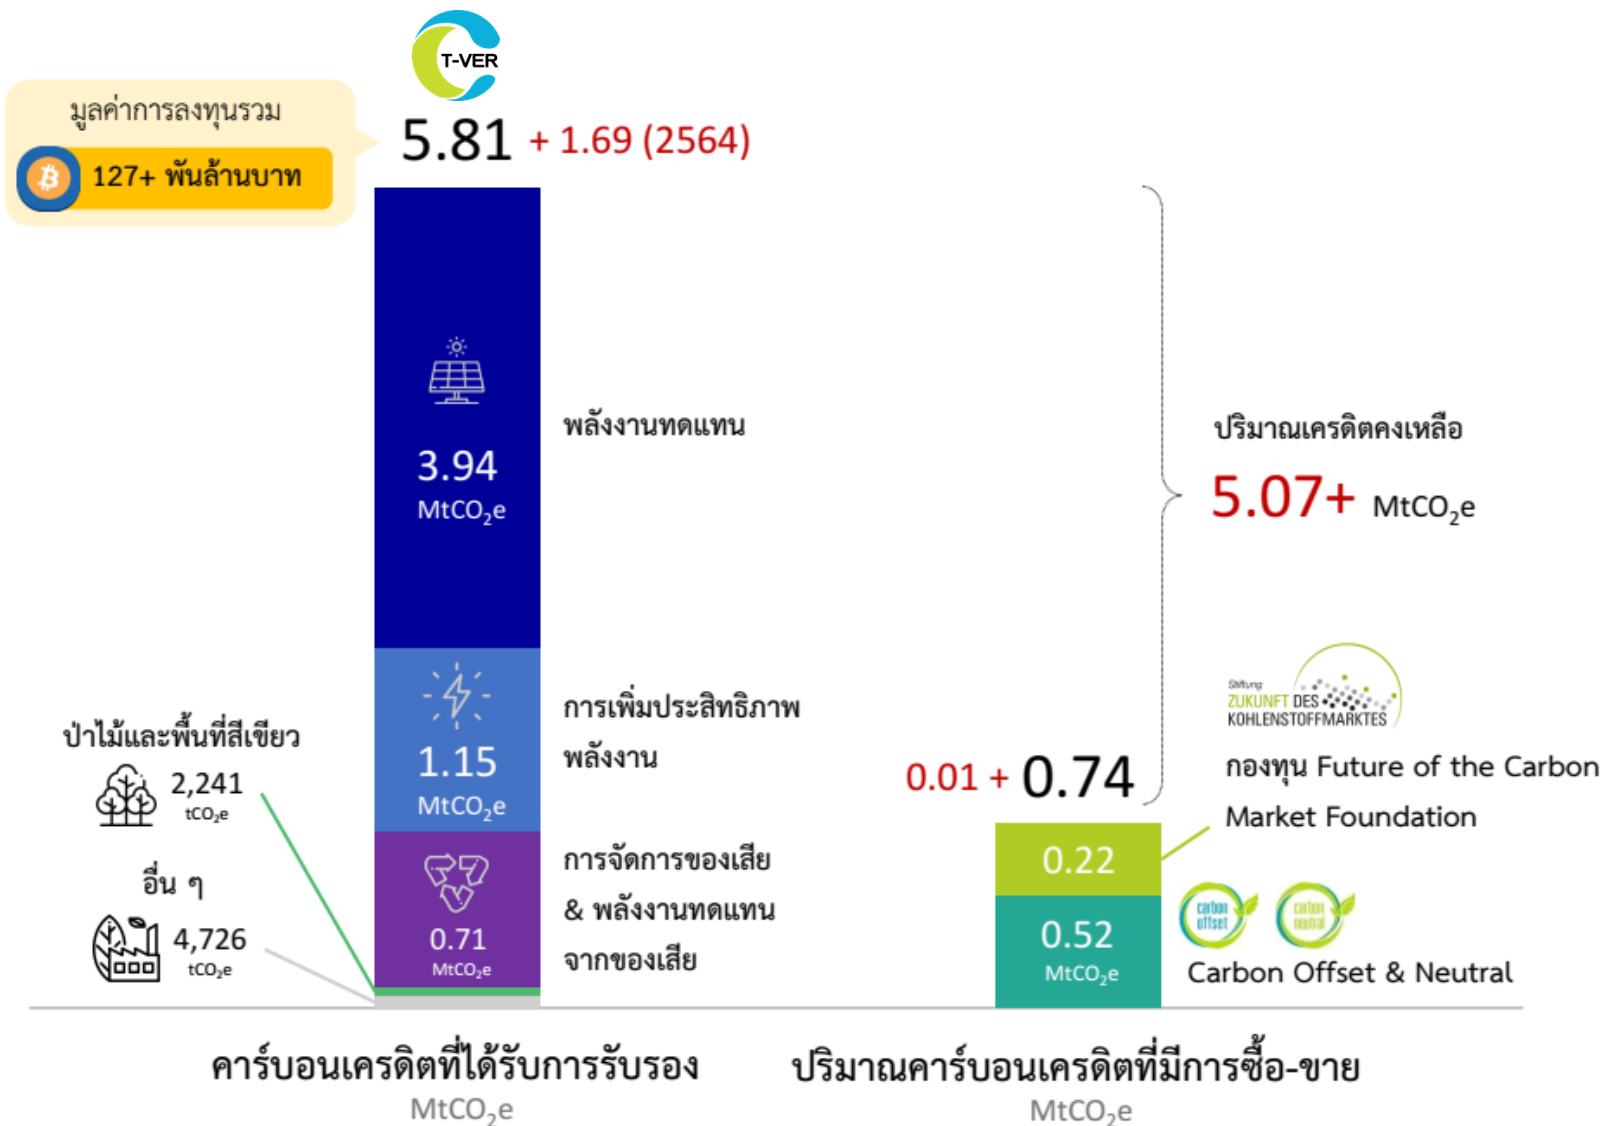 T-VER
มูลค่าการลงทุนรวม
127+ พันล้านบาท
5.81 + 1.69 (2564)
3.94
MtCO₂e
พลังงานทดแทน
1.15
MtCO₂e
การเพิ่มประสิทธิภาพ
พลังงาน
0.71
MtCO₂e
การจัดการของเสีย
& พลังงานทดแทน
จากของเสีย
ป่าไม้และพื้นที่สีเขียว
2,241
tCO₂e
อื่น ๆ
4,726
tCO₂e
คาร์บอนเครดิตที่ได้รับการรับรอง
MtCO₂e
ปริมาณเครดิตคงเหลือ
5.07+ MtCO₂e
0.01 + 0.74
0.22
0.52
MtCO₂e
Stiftung
ZUKUNFT DES
KOHLENSTOFFMARKTES
กองทุน Future of the Carbon
Market Foundation
carbon
offset
carbon
neutral
Carbon Offset & Neutral
ปริมาณคาร์บอนเครดิตที่มีการซื้อ-ขาย
MtCO₂e